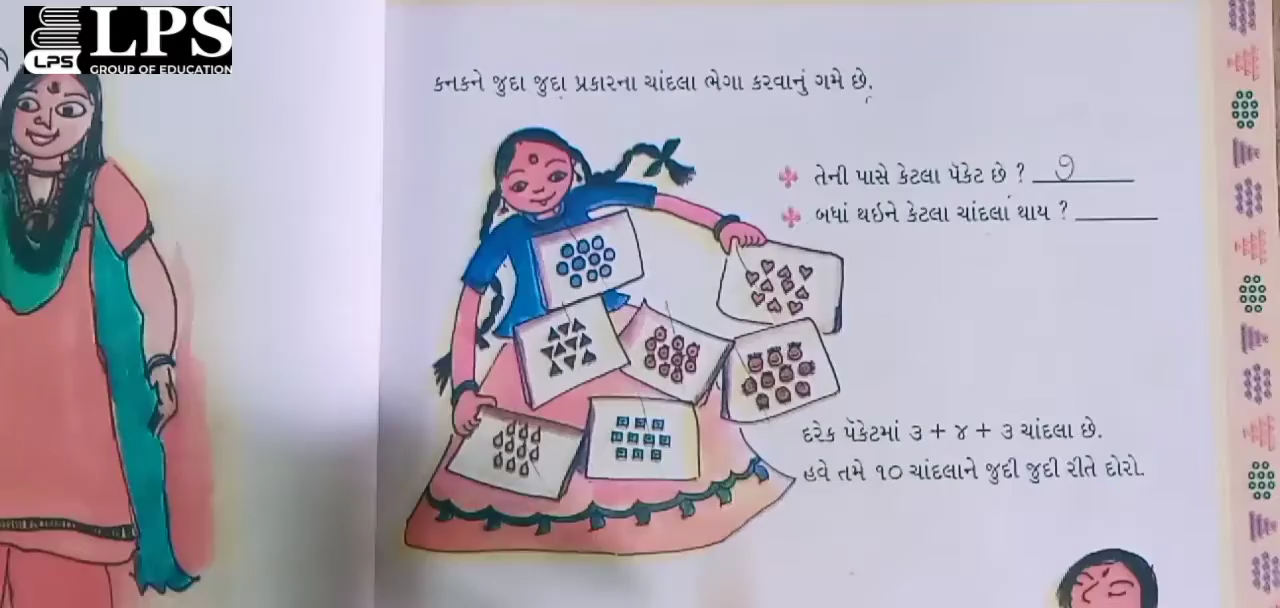 LPS
LPS
GROUP OF EDUCATION
કનકને જુદા જુદા પ્રકારના ચાંદલા ભેગા કરવાનું ગમે છે.
તેની પાસે કેટલા પૅકેટ છે ? ૭
બધાં થઇને કેટલા ચાંદલાં થાય ?
દરેક પૅકેટમાં ૩ + ૪ + ૩ ચાંદલા છે.
હવે તમે ૧૦ ચાંદલાને જુદી જુદી રીતે દોરો.